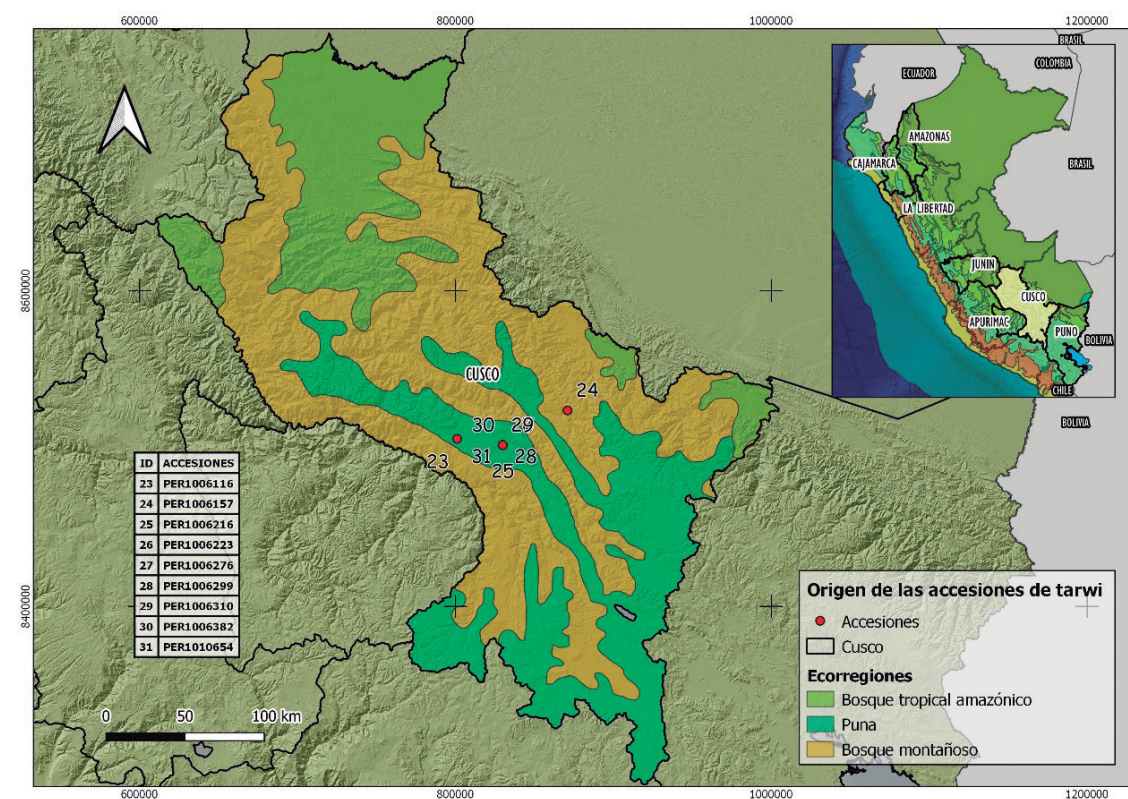 600000 800000 1000000 1200000
8600000
8400000
BRASIL
COLOMBIA
ECUADOR
AMAZONAS
CAJAMARCA
BRASIL
LA LIBERTAD
JUNIN
CUSCO
APURIMAC
PUNO
BOLIVIA
CHILE
BOLIVIA
CUSCO
24
30 29
23 31 28
25
ID ACCESIONES
23 PER1006116
24 PER1006157
25 PER1006216
26 PER1006223
27 PER1006276
28 PER1006299
29 PER1006310
30 PER1006382
31 PER1010654
0 50 100 km
Origen de las accesiones de tarwi
Accesiones
Cusco
Ecorregiones
Bosque tropical amazónico
Puna
Bosque montañoso
600000 800000 1000000 1200000